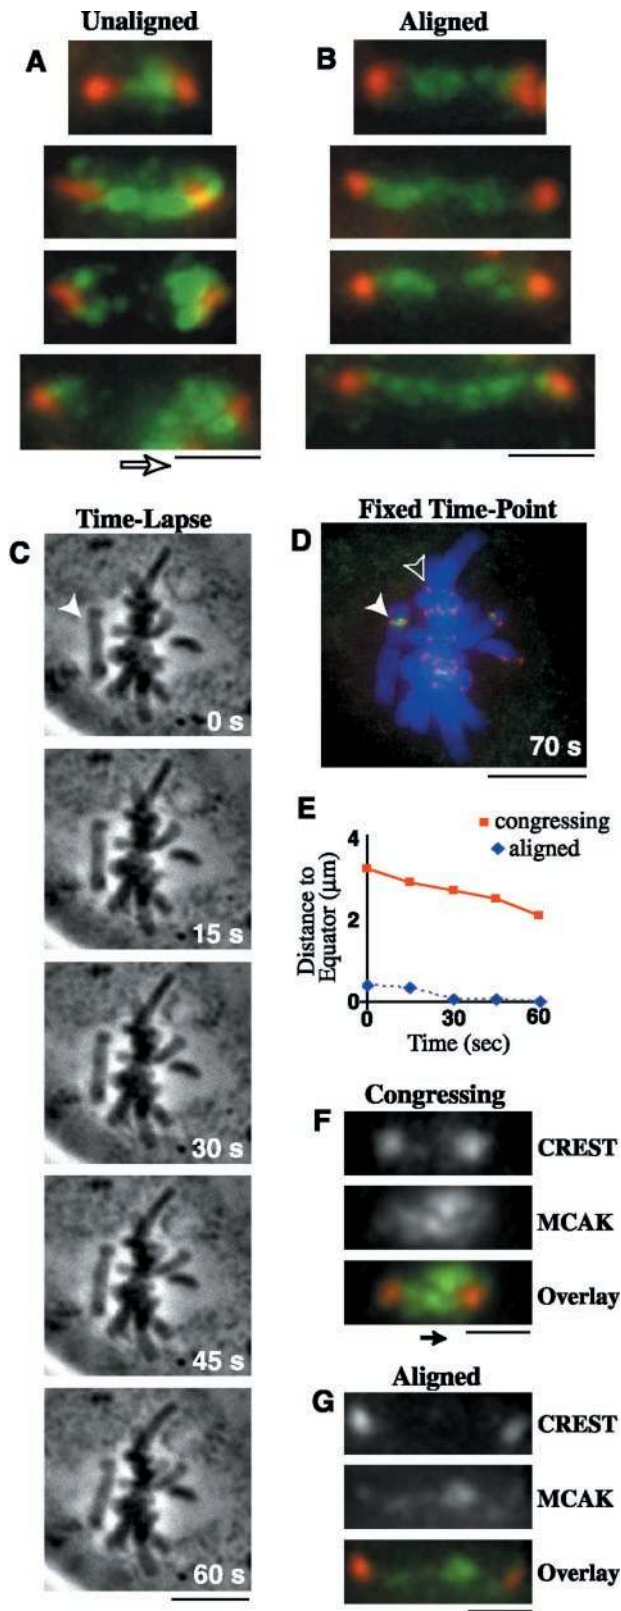 Unaligned
Aligned
A
B
Time-Lapse
Fixed Time-Point
C
D
0 s
70 s
15 s
E
congressing
aligned
4
2
0
Distance to
Equator (μm)
0
30
60
Time (sec)
30 s
Congressing
F
CREST
MCAK
Overlay
45 s
Aligned
G
CREST
MCAK
Overlay
60 s